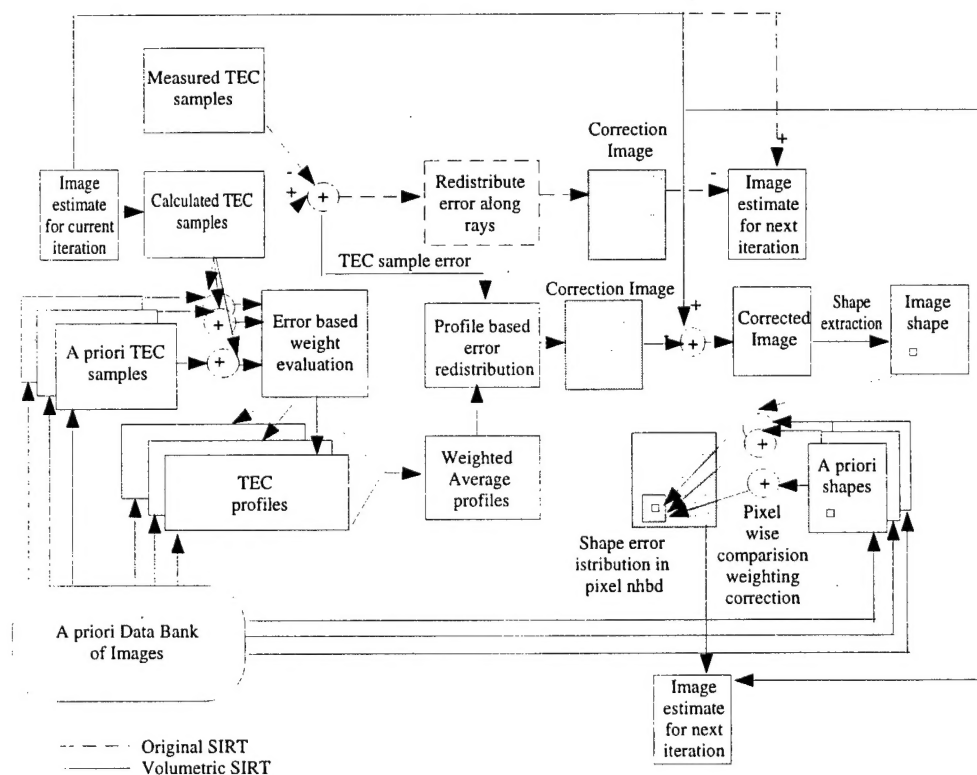 Measured TEC
samples
Correction
Image
Image
estimate
for current
iteration
Calculated TEC
samples
-
+
+
Redistribute
error along
rays
-
+
Image
estimate
for next
iteration
TEC sample error
A priori TEC
samples
+
+
Error based
weight
evaluation
Profile based
error
redistribution
Correction Image
+
+
Corrected
Image
Shape
extraction
Image
shape
TEC
profiles
Weighted
Average
profiles
+
+
A priori
shapes
Shape error
istribution in
pixel nhbd
Pixel
wise
comparision
weighting
correction
A priori Data Bank
of Images
Image
estimate
for next
iteration
Original SIRT
Volumetric SIRT